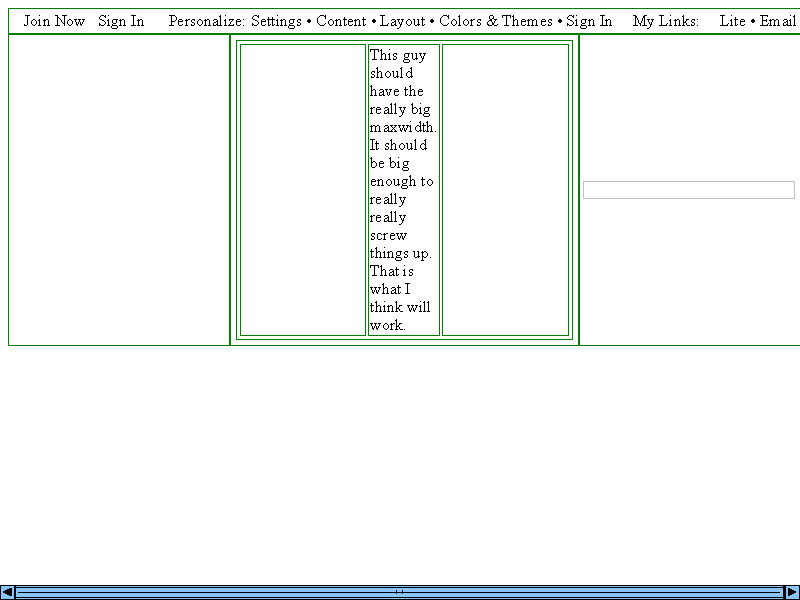 Join Now Sign In Personalize: Settings • Content • Layout • Colors & Themes • Sign In My Links: Lite • Email
This guy
should
have the
really big
maxwidth.
It should
be big
enough to
really
really
screw
things up.
That is
what I
think will
work.